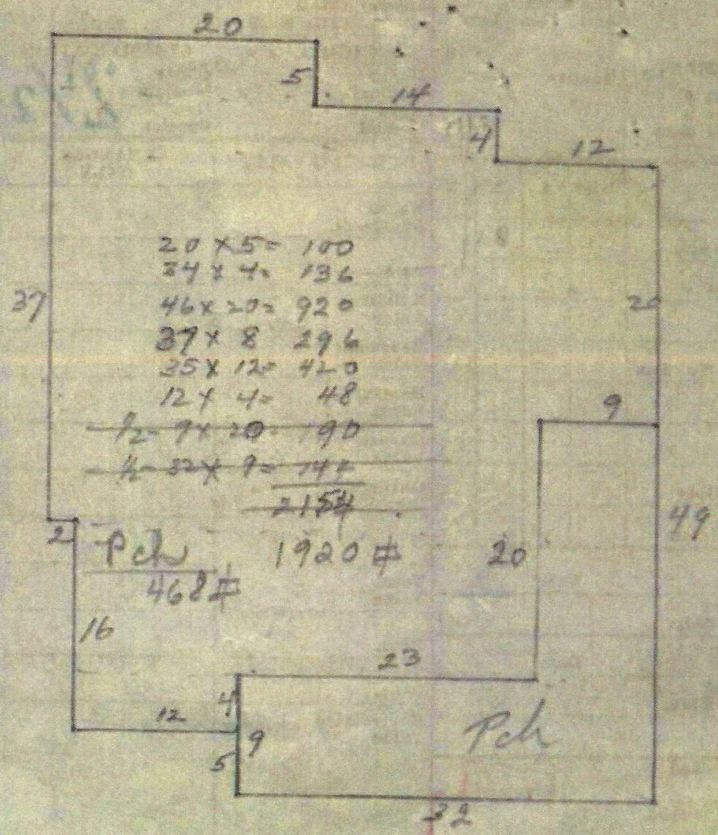 20
5
14
4
12
20 × 5 = 100
34 × 4 = 136
46 × 20 = 920
37 × 8 296
35 × 12 = 420
12 × 4 = 48
½ - 9 × 20 = 90
½ - 32 × 9 = 144
2154
1920 #
37
20
9
49
2
Pch
468 #
20
16
23
12
4
9
5
Pch
32